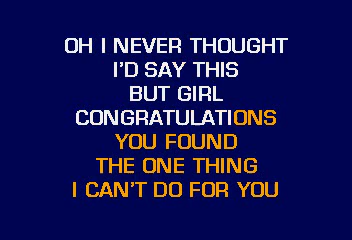 OH I NEVER THOUGHT
I'D SAY THIS
BUT GIRL
CONGRATULATIONS
YOU FOUND
THE ONE THING
I CAN'T DO FOR YOU